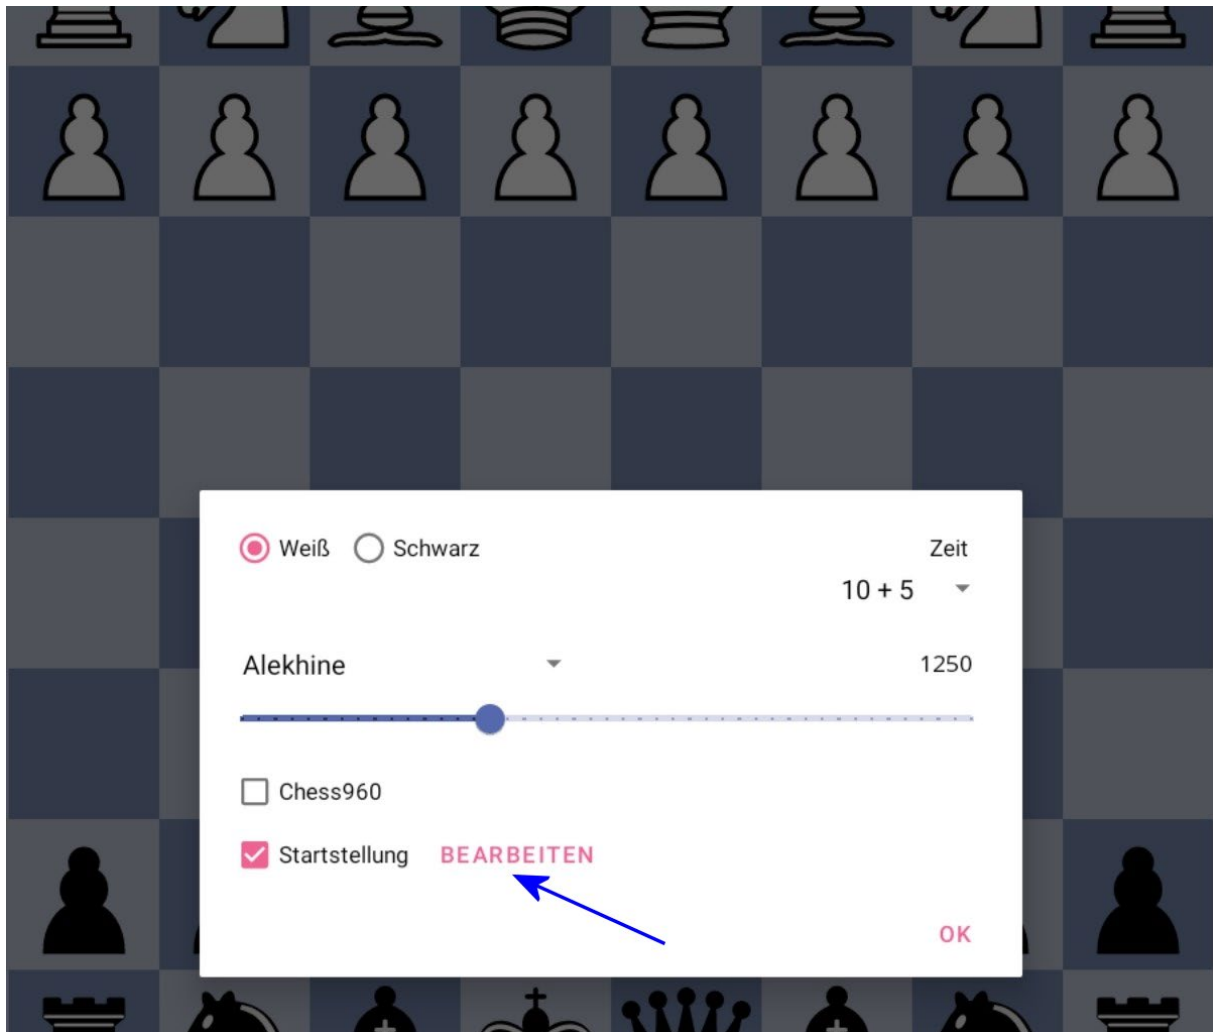 Weiß Schwarz Zeit
10 + 5
Alekhine 1250
Chess960
Startstellung BEARBEITEN
OK